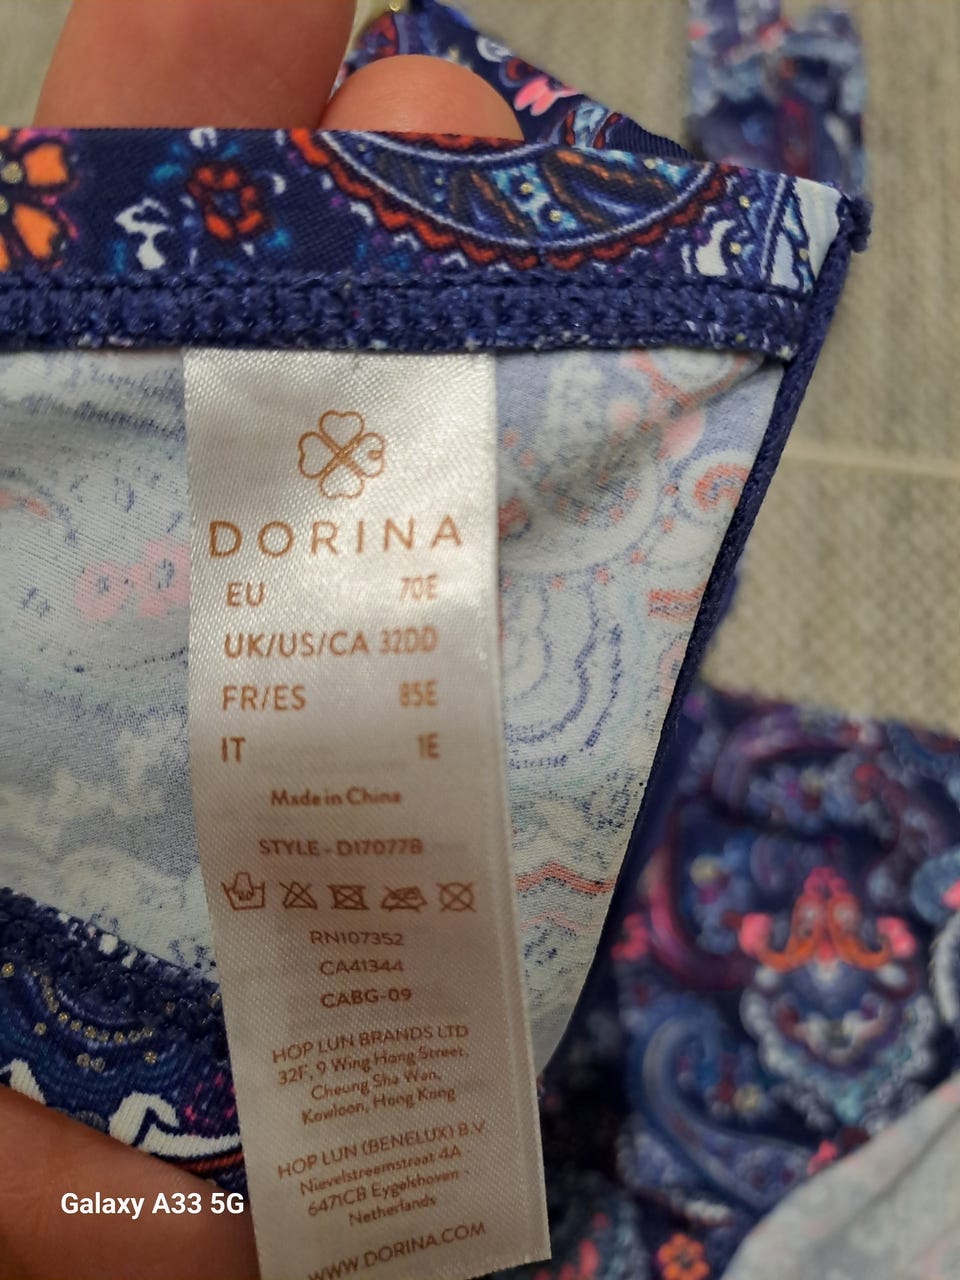 DORINA
EU 70E
UK/US/CA 32DD
FR/ES 85E
IT 1E
Made in China
STYLE - D17077B
RN107352
CA41344
CABG-09
HOP LUN BRANDS LTD
32F, 9 Wing Hong Street,
Cheung Sha Wan,
Kowloon, Hong Kong
HOP LUN (BENELUX) B.V.
Nievelstreemstraat 4A
6471CB Eygelshoven
Netherlands
WWW.DORINA.COM
Galaxy A33 5G